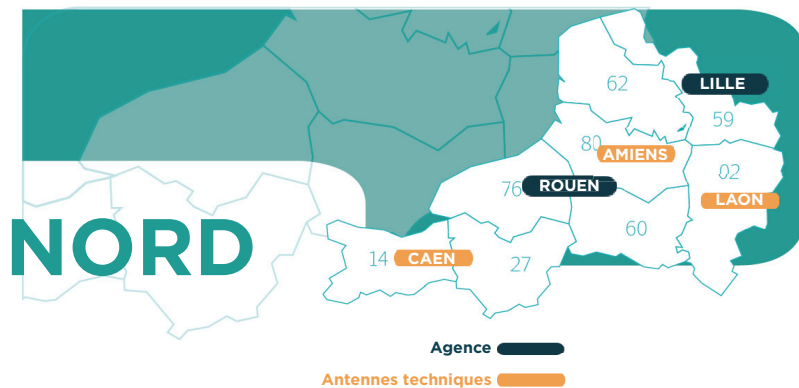 62
LILLE
59
80
AMIENS
02
76
ROUEN
LAON
60
NORD
14
CAEN
27
Agence
Antennes techniques